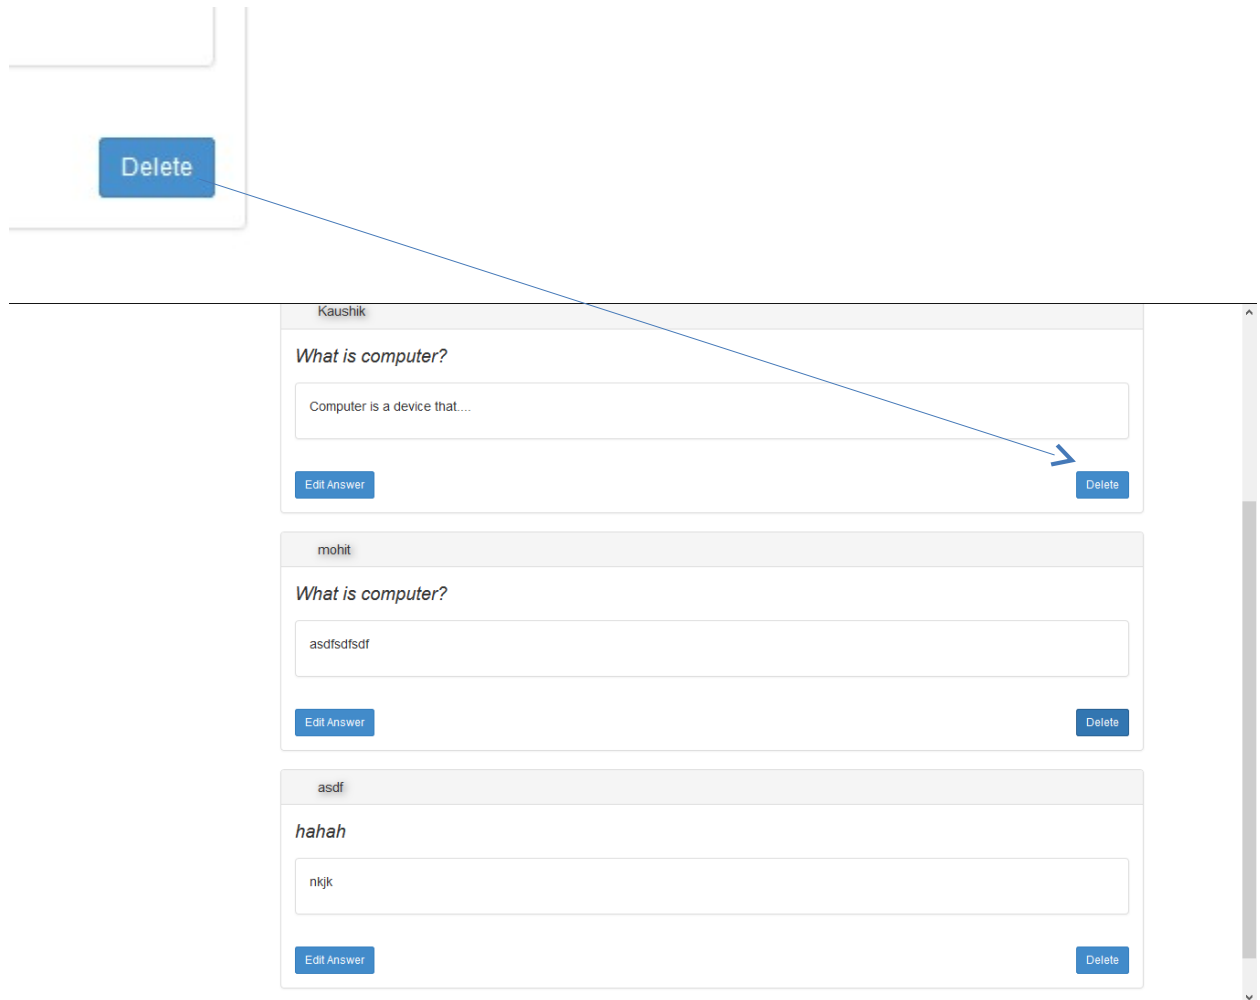 Delete
Kaushik
What is computer?
Computer is a device that....
Edit Answer
Delete
mohit
What is computer?
asdfsdfsdf
Edit Answer
Delete
asdf
hahah
nkjk
Edit Answer
Delete